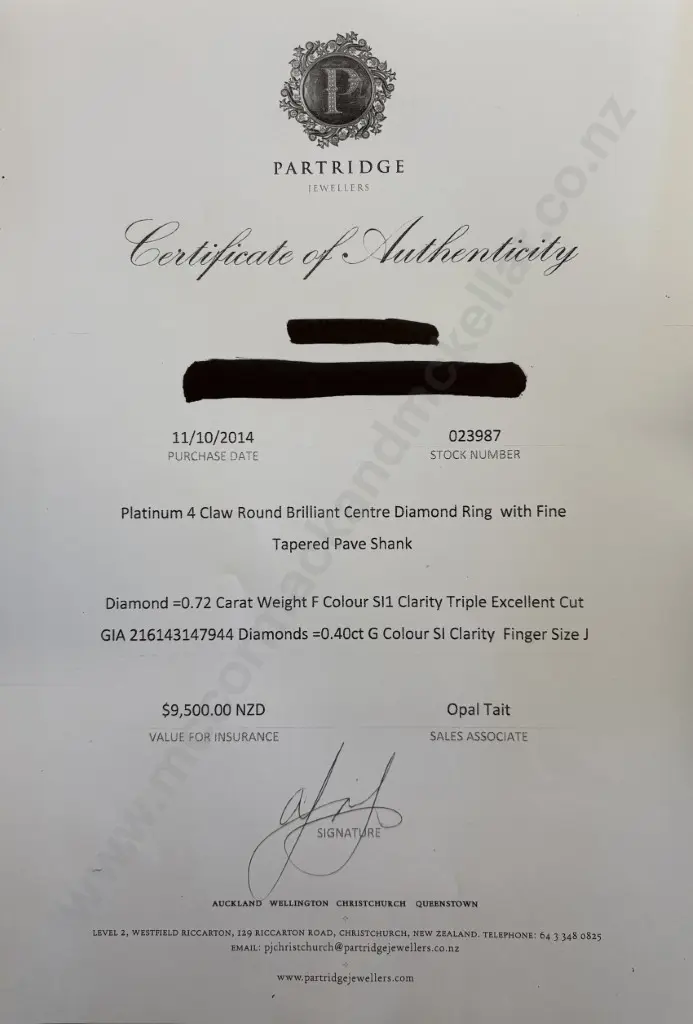 P
PARTRIDGE
JEWELLERS
Certificate of Authenticity
11/10/2014 023987
PURCHASE DATE STOCK NUMBER
Platinum 4 Claw Round Brilliant Centre Diamond Ring with Fine
Tapered Pave Shank
Diamond =0.72 Carat Weight F Colour SI1 Clarity Triple Excellent Cut
GIA 216143147944 Diamonds =0.40ct G Colour SI Clarity Finger Size J
$9,500.00 NZD Opal Tait
VALUE FOR INSURANCE SALES ASSOCIATE
SIGNATURE
AUCKLAND WELLINGTON CHRISTCHURCH QUEENSTOWN
LEVEL 2, WESTFIELD RICCARTON, 129 RICCARTON ROAD, CHRISTCHURCH, NEW ZEALAND. TELEPHONE: 64 3 348 0825
EMAIL: pjchristchurch@partridgejewellers.co.nz
www.partridgejewellers.com